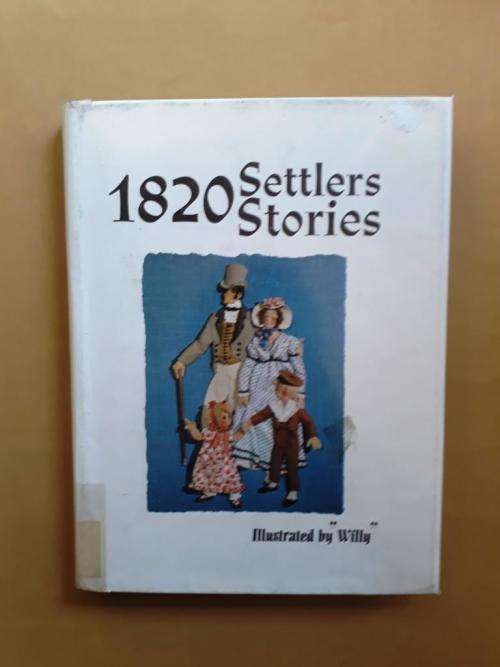 1820 Settlers
Stories
Illustrated by "Willy"